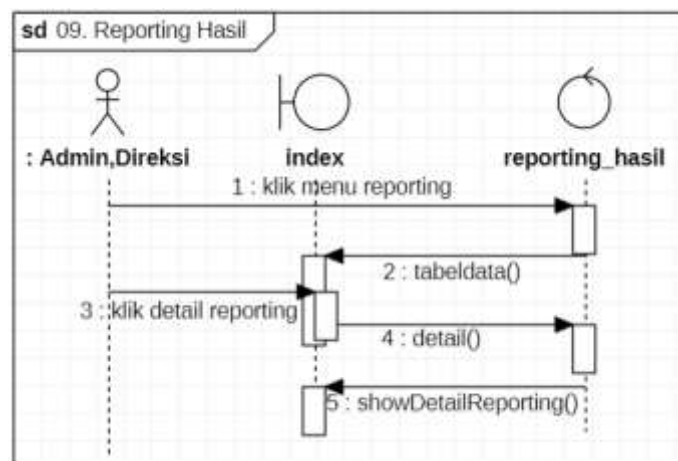 sd 09. Reporting Hasil
: Admin,Direksi
index
reporting_hasil
1 : klik menu reporting
2 : tabeldata()
3 : klik detail reporting
4 : detail()
5 : showDetailReporting()